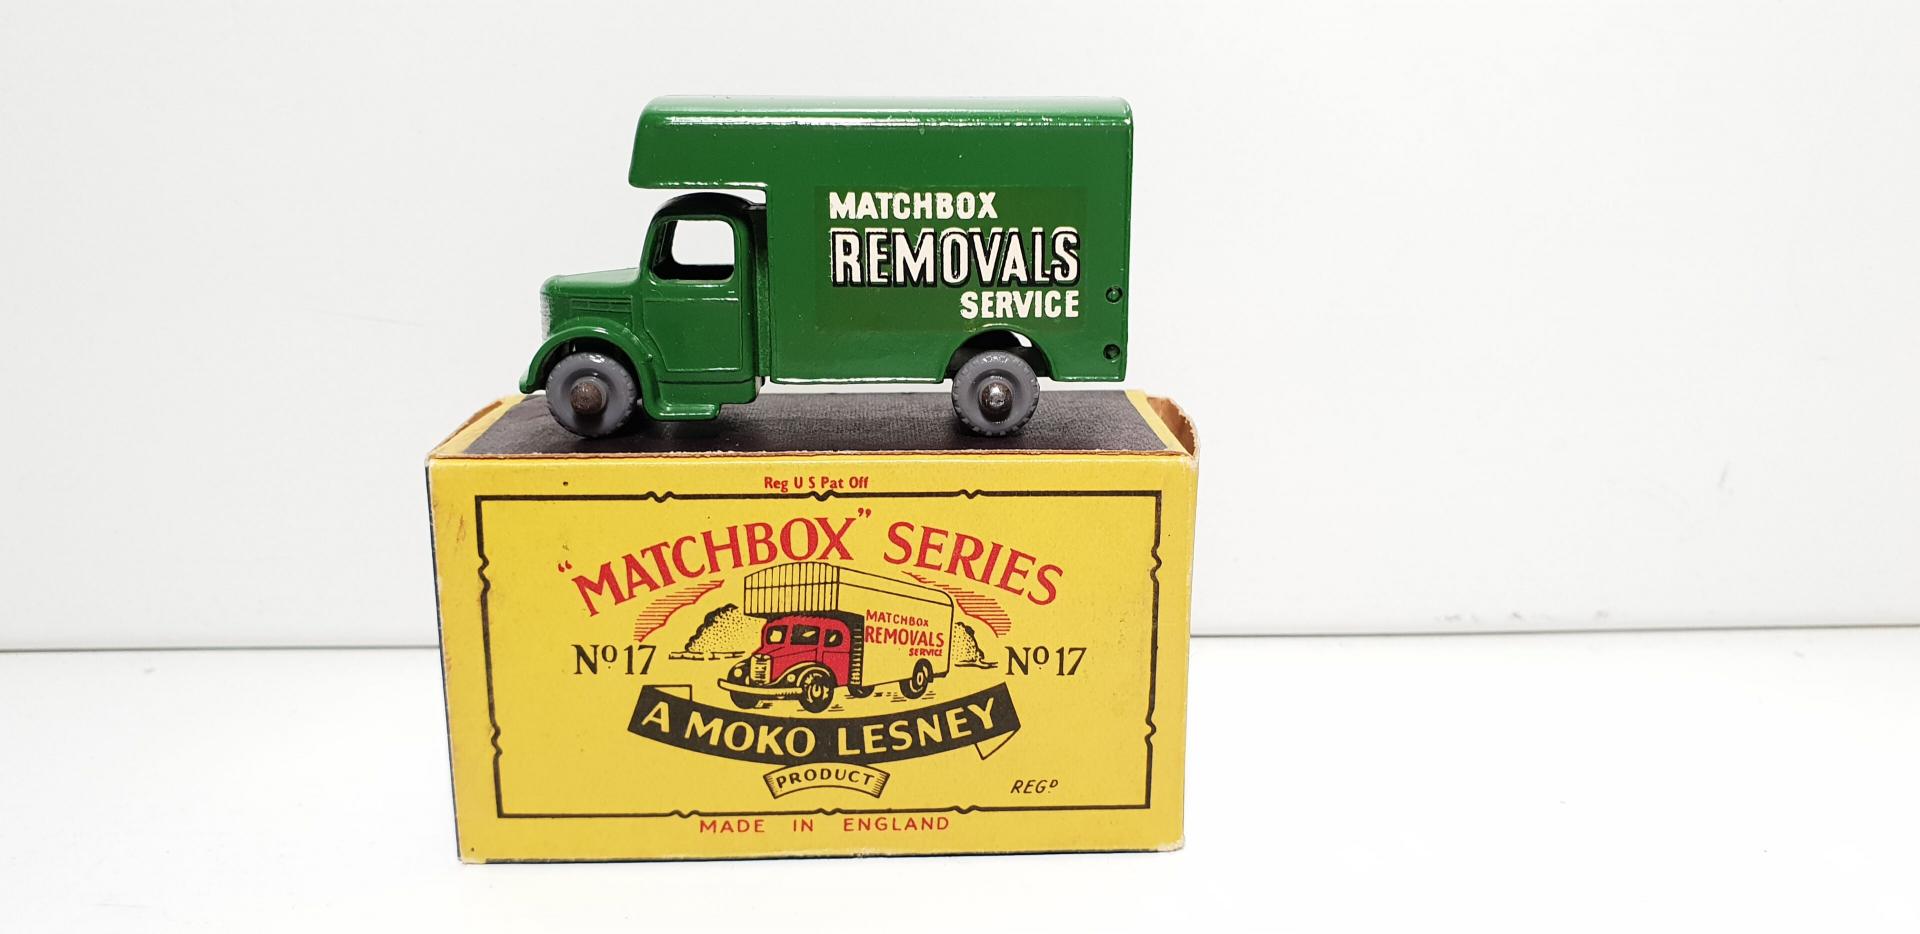 MATCHBOX
REMOVALS
SERVICE
Reg U S Pat Off
"MATCHBOX" SERIES
MATCHBOX
REMOVALS
SERVICE
Nº 17
Nº 17
A MOKO LESNEY
PRODUCT
REGᴰ
MADE IN ENGLAND